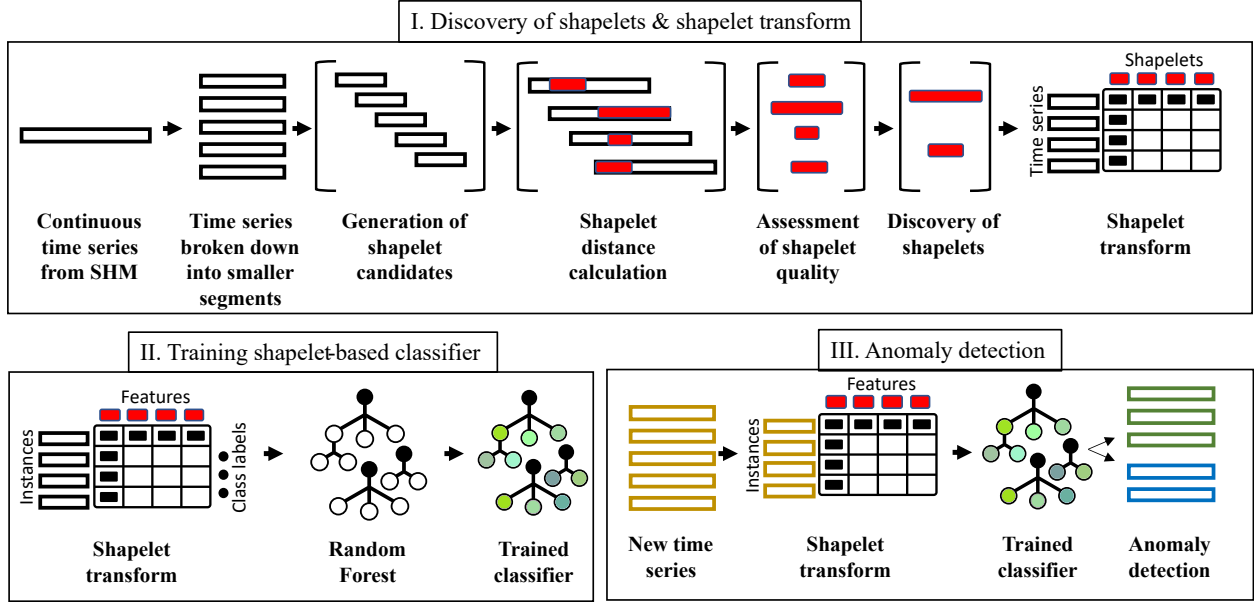 I. Discovery of shapelets & shapelet transform
Shapelets
Time series
Continuous
time series
from SHM
Time series
broken down
into smaller
segments
Generation of
shapelet
candidates
Shapelet
distance
calculation
Assessment
of shapelet
quality
Discovery of
shapelets
Shapelet
transform
II. Training shapelet-based classifier
Features
Instances
Class labels
Shapelet
transform
Random
Forest
Trained
classifier
III. Anomaly detection
Features
Instances
New time
series
Shapelet
transform
Trained
classifier
Anomaly
detection